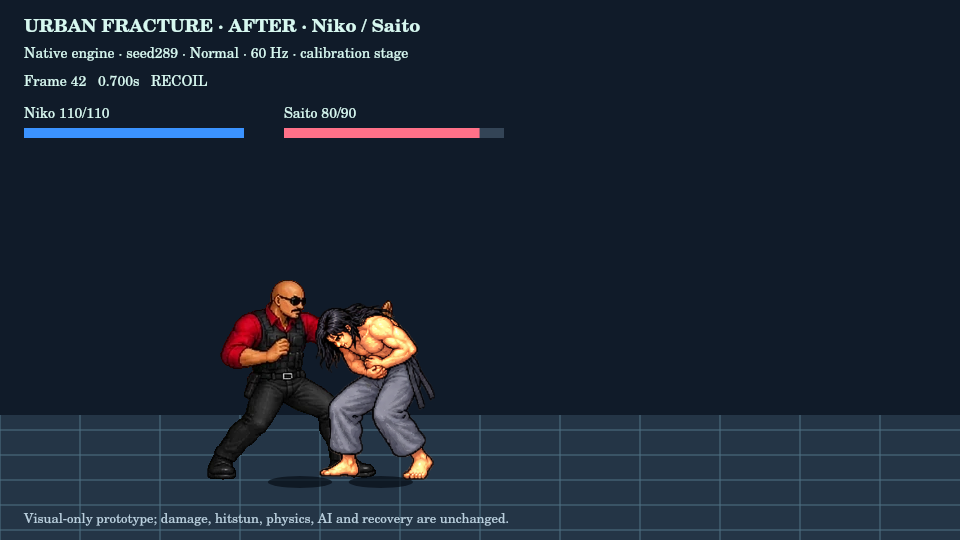 URBAN FRACTURE · AFTER · Niko / Saito
Native engine · seed289 · Normal · 60 Hz · calibration stage
Frame 42 0.700s RECOIL
Niko 110/110
Saito 80/90
Visual-only prototype; damage, hitstun, physics, AI and recovery are unchanged.